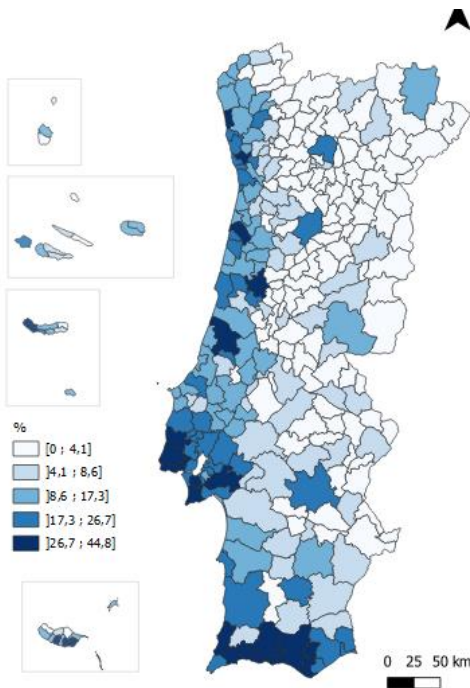 %
[0 ; 4,1]
]4,1 ; 8,6]
]8,6 ; 17,3]
]17,3 ; 26,7]
]26,7 ; 44,8]
0 25 50 km